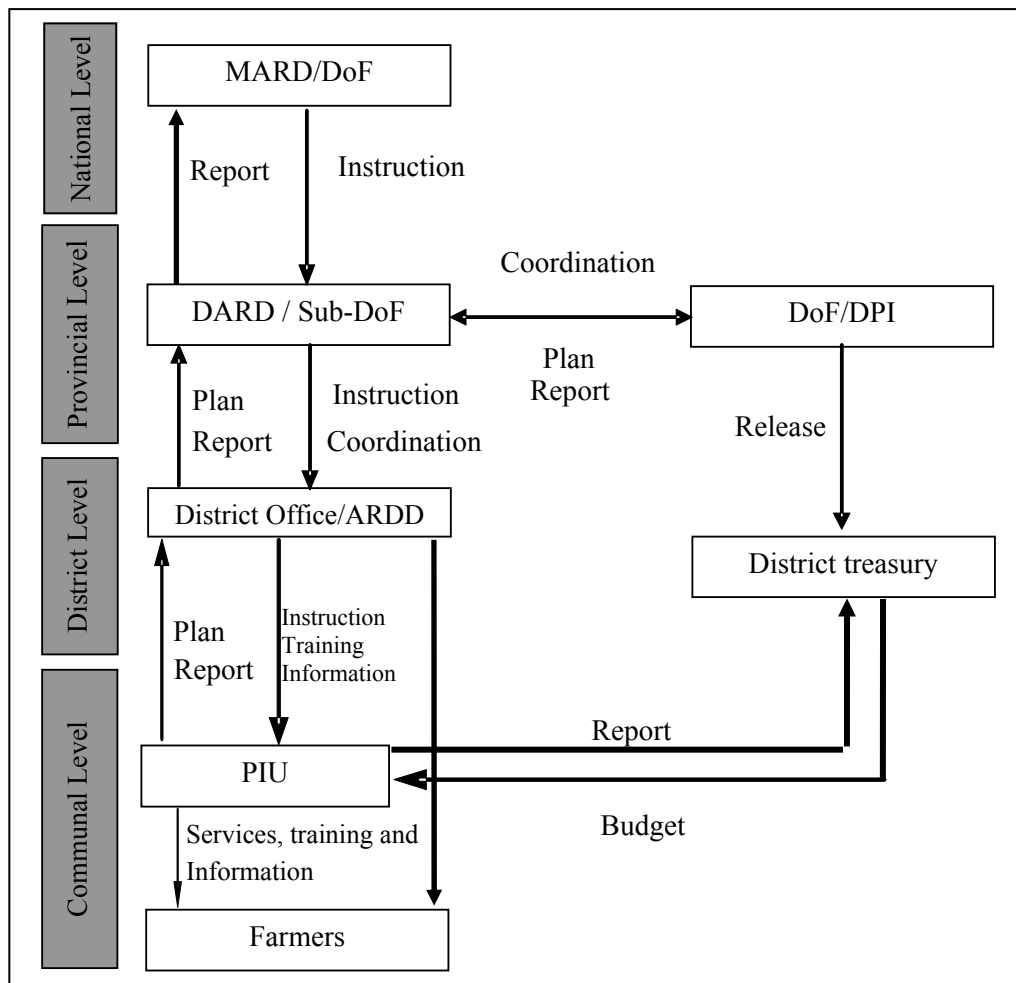 National Level
MARD/DoF
Report
Instruction
Provincial Level
Coordination
DARD / Sub-DoF
DoF/DPI
Plan
Report
Plan
Report
Instruction
Coordination
Release
District Level
District Office/ARDD
District treasury
Plan
Report
Instruction
Training
Information
Communal Level
Report
PIU
Budget
Services, training and
Information
Farmers